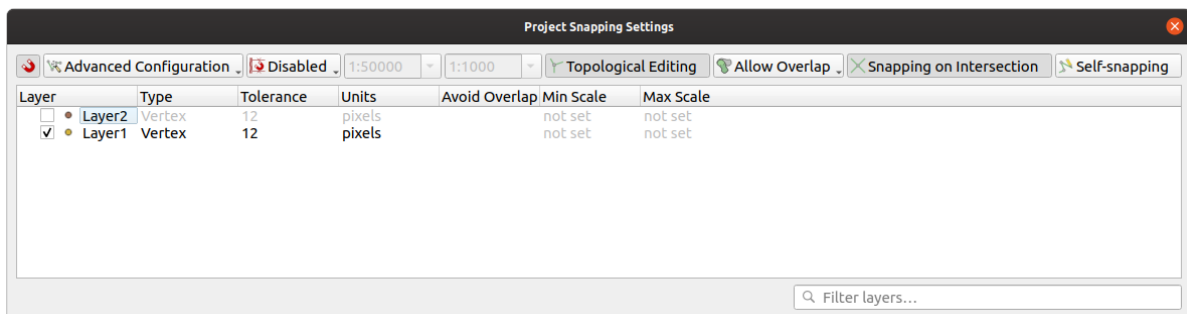 Project Snapping Settings
Advanced Configuration Disabled 1:50000 1:1000 Topological Editing Allow Overlap Snapping on Intersection Self-snapping
Layer Type Tolerance Units Avoid Overlap Min Scale Max Scale
Layer2 Vertex 12 pixels not set not set
Layer1 Vertex 12 pixels not set not set
Filter layers...